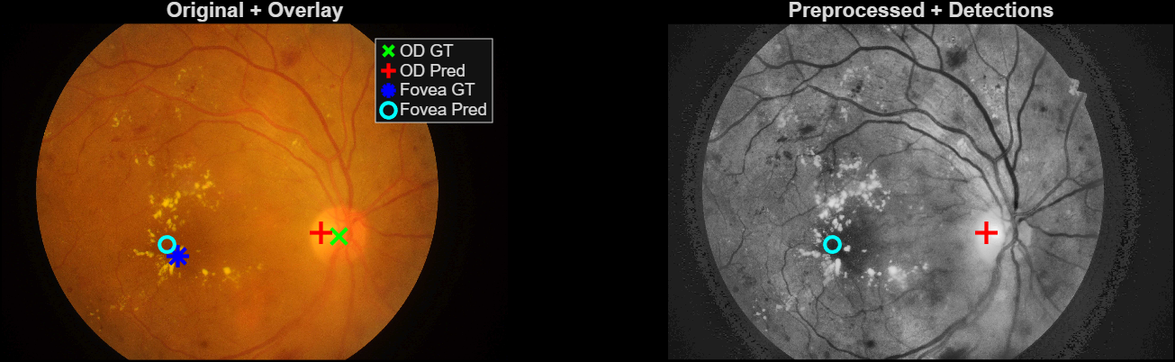 Original + Overlay
Preprocessed + Detections
OD GT
OD Pred
Fovea GT
Fovea Pred